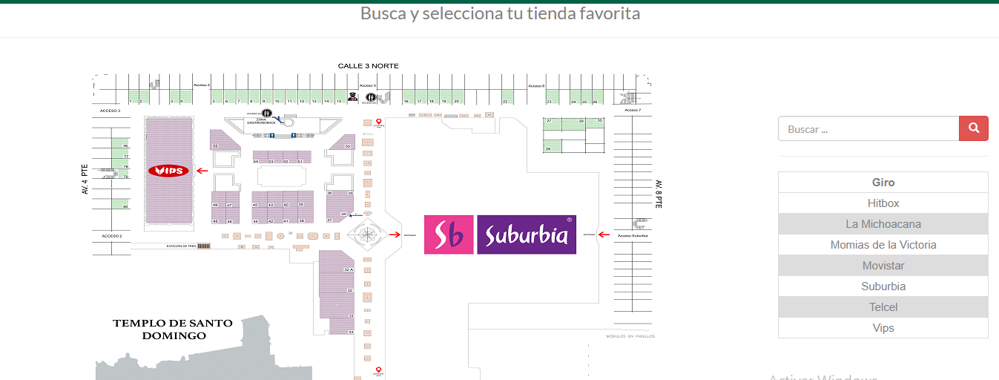 Busca y selecciona tu tienda favorita
CALLE 3 NORTE
Acceso 4
Acceso 5
Acceso 6
1 2 3 4 5 6 7 8 9 10 11 12 13 14 15 16 17 18 19 20 22 23 24 25 26
ACCESO 3
Acceso 7
ZONA
GASTRONÓMICA
27 29 30
28
Buscar ...
55
50
76
77
78
79
80
54 53 52 51
VIPS
AV. 4 PTE
AV. 8 PTE
Giro
Hitbox
La Michoacana
Momias de la Victoria
Movistar
Suburbia
Telcel
Vips
49 47 45 43 40 39 36 35
34
48 46 44 42 41 38 37
Sb Suburbia®
ENTRADA
ENTRADA
ACCESO 2
Acceso Suburbia
ESTACIÓN DE TREN
32 A
32
31
33
TEMPLO DE SANTO
DOMINGO
MODULOS EN PASILLOS
Activar Windows